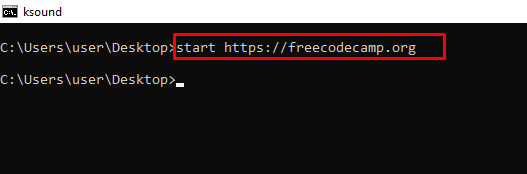 C:\. ksound
C:\Users\user\Desktop>start https://freecodecamp.org
C:\Users\user\Desktop>